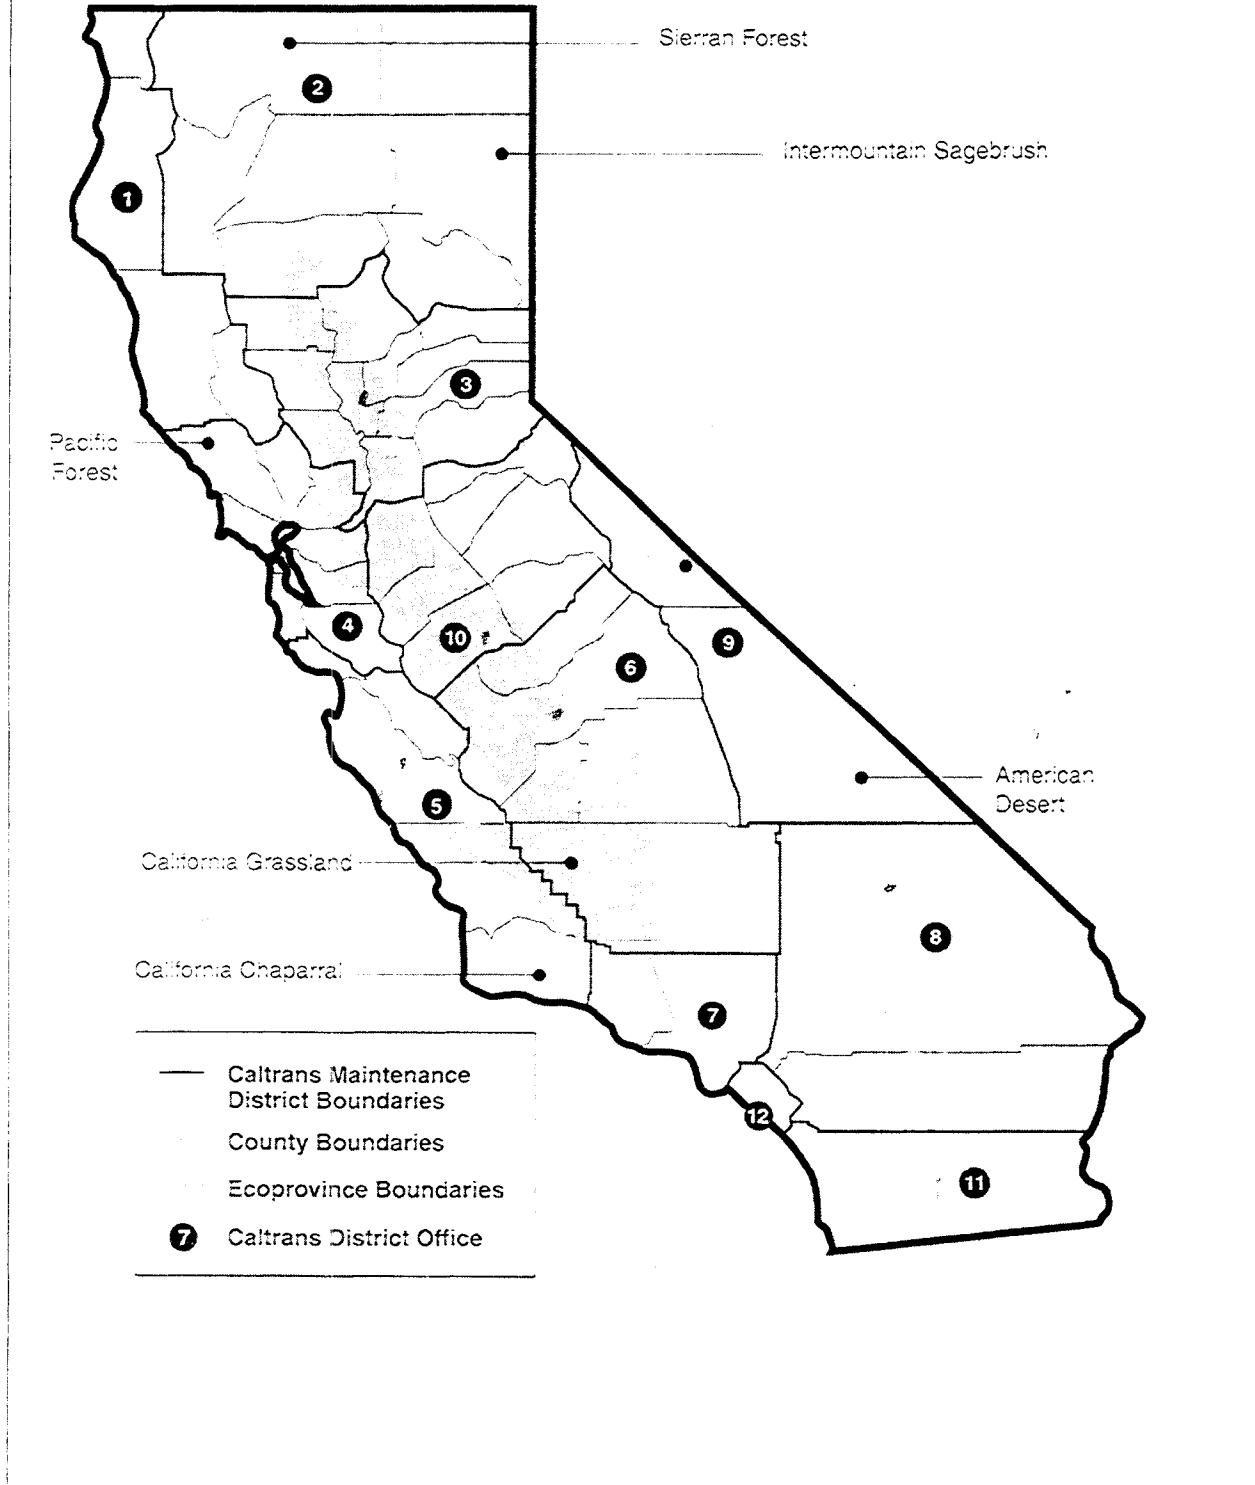 Sierran Forest
2
Intermountain Sagebrush
1
3
Pacific
Forest
4
10
9
6
American
Desert
5
California Grassland
8
California Chaparral
7
Caltrans Maintenance
District Boundaries
12
County Boundaries
11
Ecoprovince Boundaries
7 Caltrans District Office